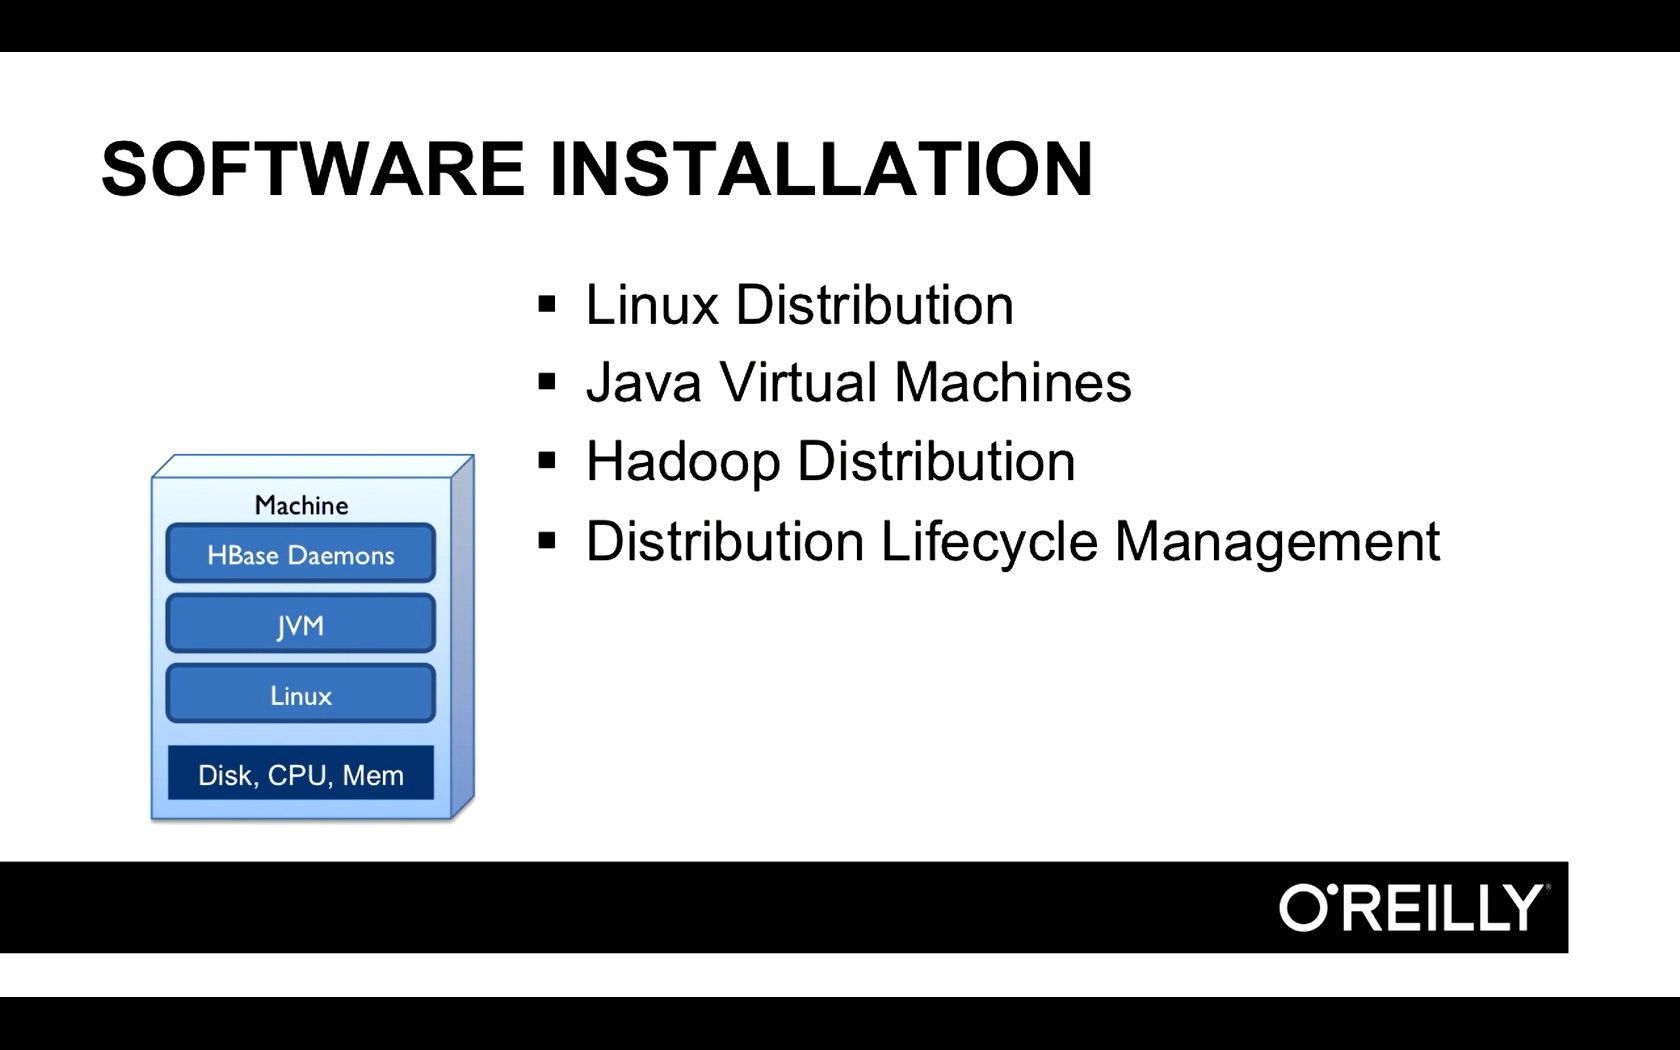 SOFTWARE INSTALLATION
▪ Linux Distribution
▪ Java Virtual Machines
▪ Hadoop Distribution
▪ Distribution Lifecycle Management
Machine
HBase Daemons
JVM
Linux
Disk, CPU, Mem
O'REILLY®